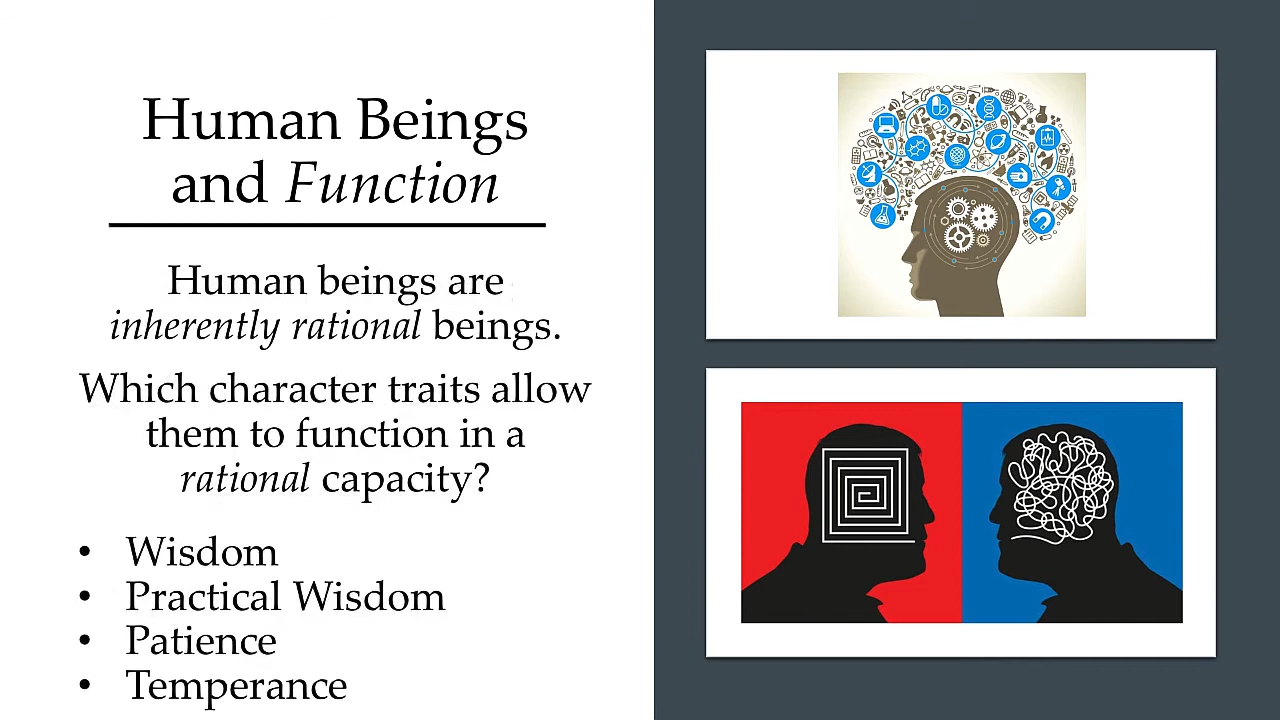 Human Beings
and Function
Human beings are
inherently rational beings.
Which character traits allow
them to function in a
rational capacity?
• Wisdom
• Practical Wisdom
• Patience
• Temperance